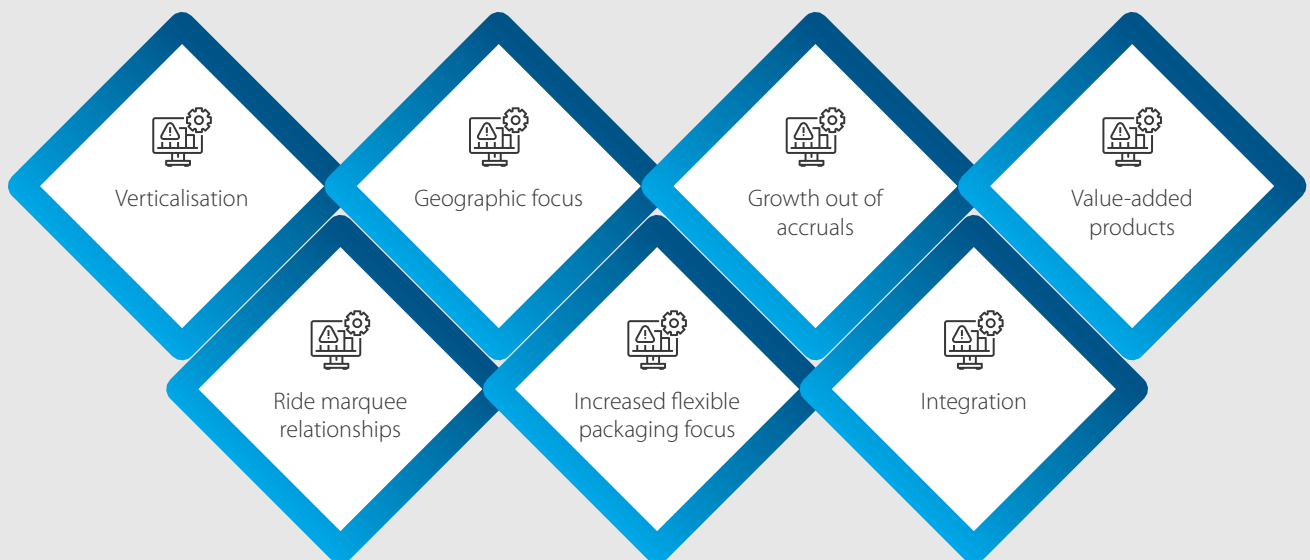 Verticalisation
Geographic focus
Growth out of
accruals
Value-added
products
Ride marquee
relationships
Increased flexible
packaging focus
Integration